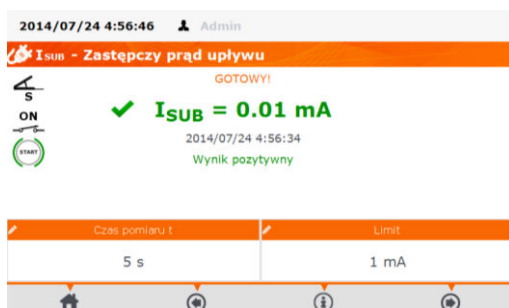 2014/07/24 4:56:46 Admin
ISUB - Zastępczy prąd upływu
GOTOWY!
S
ON
ISUB = 0.01 mA
START
2014/07/24 4:56:34
Wynik pozytywny
Czas pomiaru t Limit
5 s 1 mA